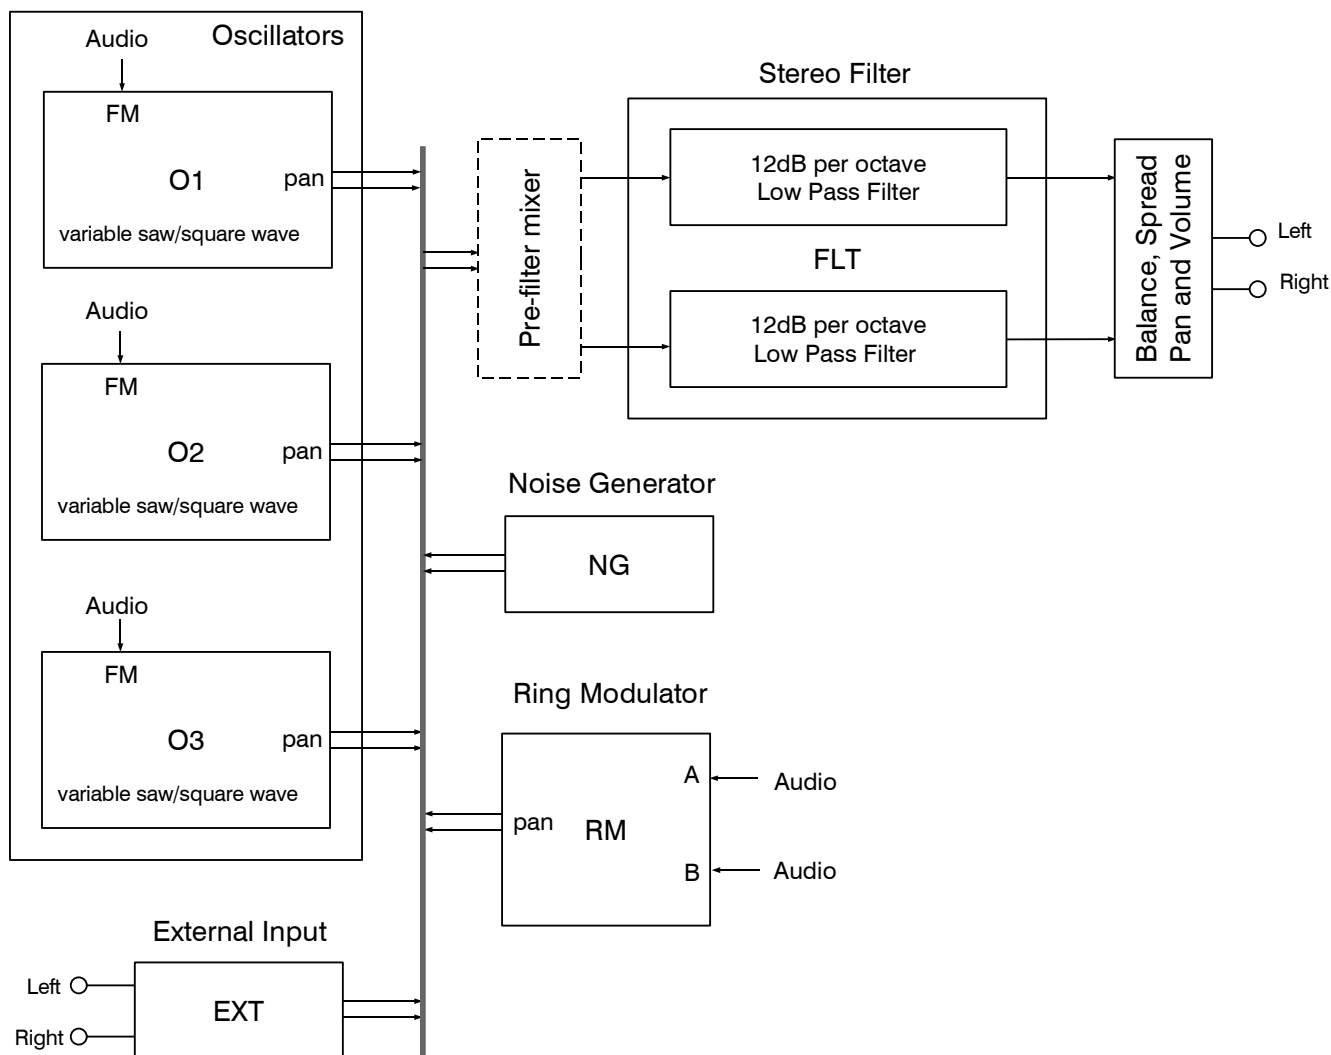 Oscillators
Audio
FM
O1
pan
variable saw/square wave
Audio
FM
O2
pan
variable saw/square wave
Audio
FM
O3
pan
variable saw/square wave
External Input
Left
Right
EXT
Pre-filter mixer
Stereo Filter
12dB per octave
Low Pass Filter
FLT
12dB per octave
Low Pass Filter
Balance, Spread
Pan and Volume
Left
Right
Noise Generator
NG
Ring Modulator
A
Audio
pan
RM
B
Audio